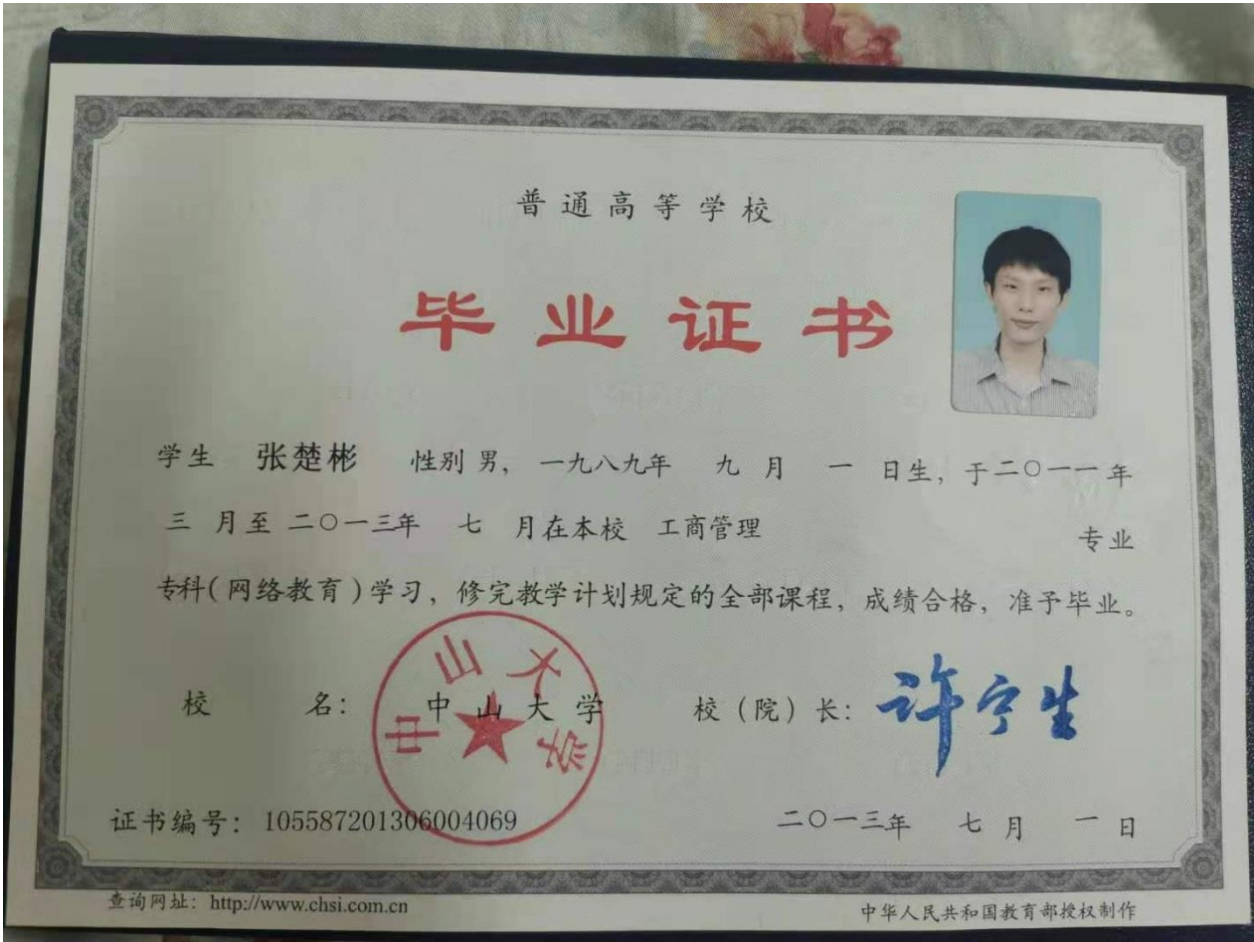 普通高等学校
毕业证书
学生 张楚彬 性别 男, 一九八九年 九 月 一 日生, 于二〇一一年
三 月至 二〇一三年 七 月在本校 工商管理 专业
专科(网络教育)学习, 修完教学计划规定的全部课程, 成绩合格, 准予毕业。
校 名: 中山大学 校(院)长: 许宁生
中山大学
证书编号: 105587201306004069 二〇一三年 七 月 一 日
查询网址: http://www.chsi.com.cn 中华人民共和国教育部授权制作